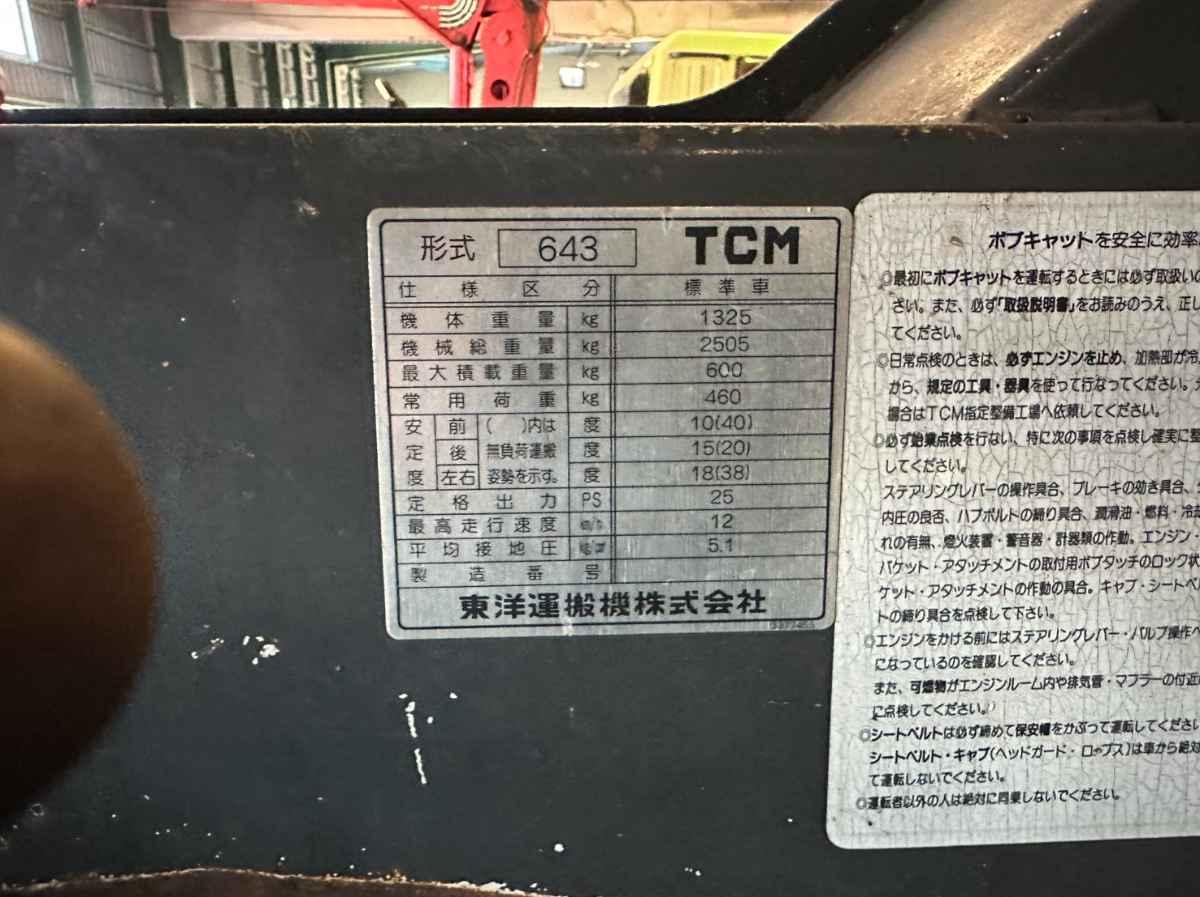 形式 643 TCM
仕様区分 標準車
機体重量 kg 1325
機械総重量 kg 2505
最大積載重量 kg 600
常用荷重 kg 460
安定度 前 ( )内は 度 10(40)
後 無負荷運搬 度 15(20)
左右 姿勢を示す。 度 18(38)
定格出力 PS 25
最高走行速度 12
平均接地圧 5.1
製造番号
東洋運搬機株式会社
ボブキャットを安全に効率
◎最初にボブキャットを運転するときには必ず取扱い
さい。また、必ず「取扱説明書」をお読みのうえ、正し
てください。
◎日常点検のときは、必ずエンジンを止め、加熱部が冷
から、規定の工具・器具を使って行なってください。
場合はTCM指定整備工場へ依頼してください。
◎必ず始業点検を行ない、特に次の事項を点検し確実に整
してください。
ステアリングレバーの操作具合、ブレーキの効き具合、
内圧の良否、ハブボルトの締り具合、潤滑油・燃料・冷却
れの有無、燈火装置・警音器・計器類の作動。エンジン・
バケット・アタッチメントの取付用ボブタッチのロック状
ケット・アタッチメントの作動の具合。キャブ・シートベ
トの締り具合を点検して下さい。
◎エンジンをかける前にはステアリングレバー・バルブ操作ペ
になっているのを確認してください。
また、可燃物がエンジンルーム内や排気管・マフラーの付近
に点検してください。
◎シートベルトは必ず締めて保安帽をかぶって運転してください
シートベルト・キャブ(ヘッドガード・ロップス)は車から絶対
て運転しないでください。
◎運転者以外の人は絶対に同乗しないでください。